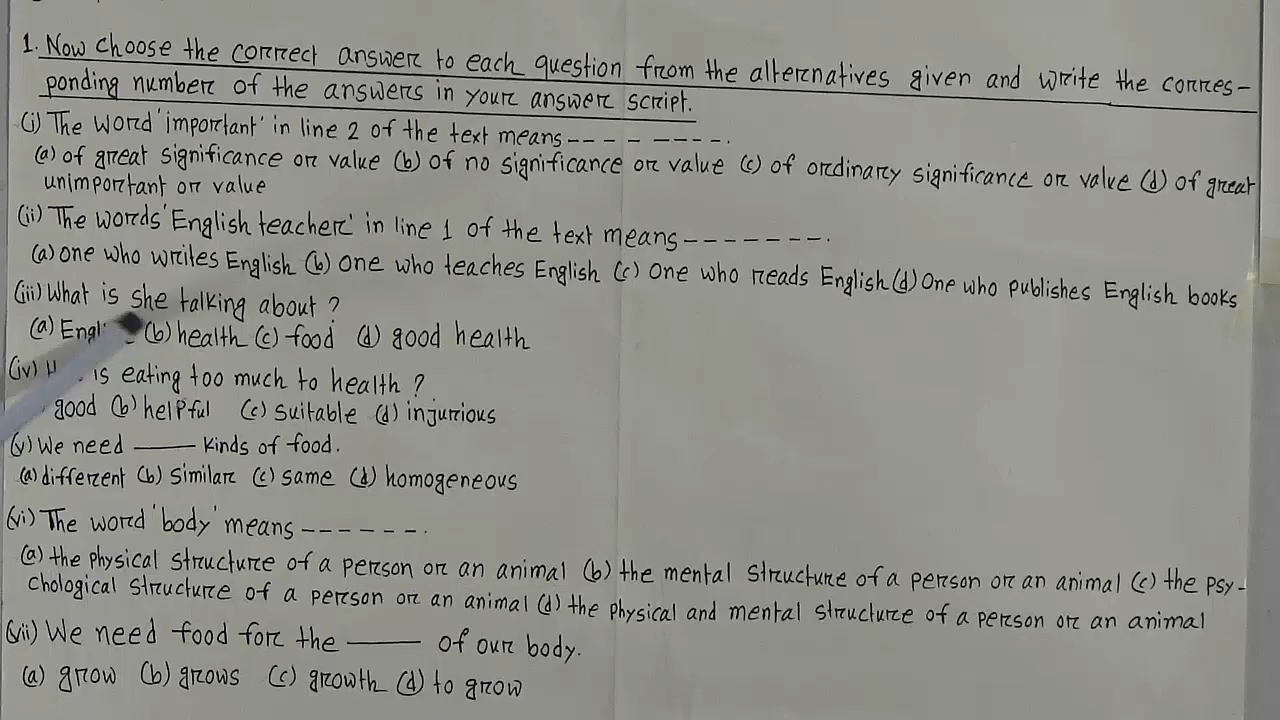 1. Now choose the correct answer to each question from the alternatives given and write the corres-
ponding number of the answers in your answer script.
(i) The word 'important' in line 2 of the text means---- ----.
(a) of great significance or value (b) of no significance or value (c) of ordinary significance or value (d) of great
unimportant or value
(ii) The words 'English teacher' in line 1 of the text means-------.
(a) one who writes English (b) One who teaches English (c) One who reads English (d) One who publishes English books
(iii) What is she talking about ?
(a) (b) health (c) food (d) good health
(iv) is eating too much to health ?
good (b) helpful (c) suitable (d) injurious
(v) We need ——— kinds of food.
(a) different (b) similar (c) same (d) homogeneous
(vi) The word 'body' means ------.
(a) the physical structure of a person or an animal (b) the mental structure of a person or an animal (c) the psy-
chological structure of a person or an animal (d) the physical and mental structure of a person or an animal
(vii) We need food for the ——— of our body.
(a) grow (b) grows (c) growth (d) to grow